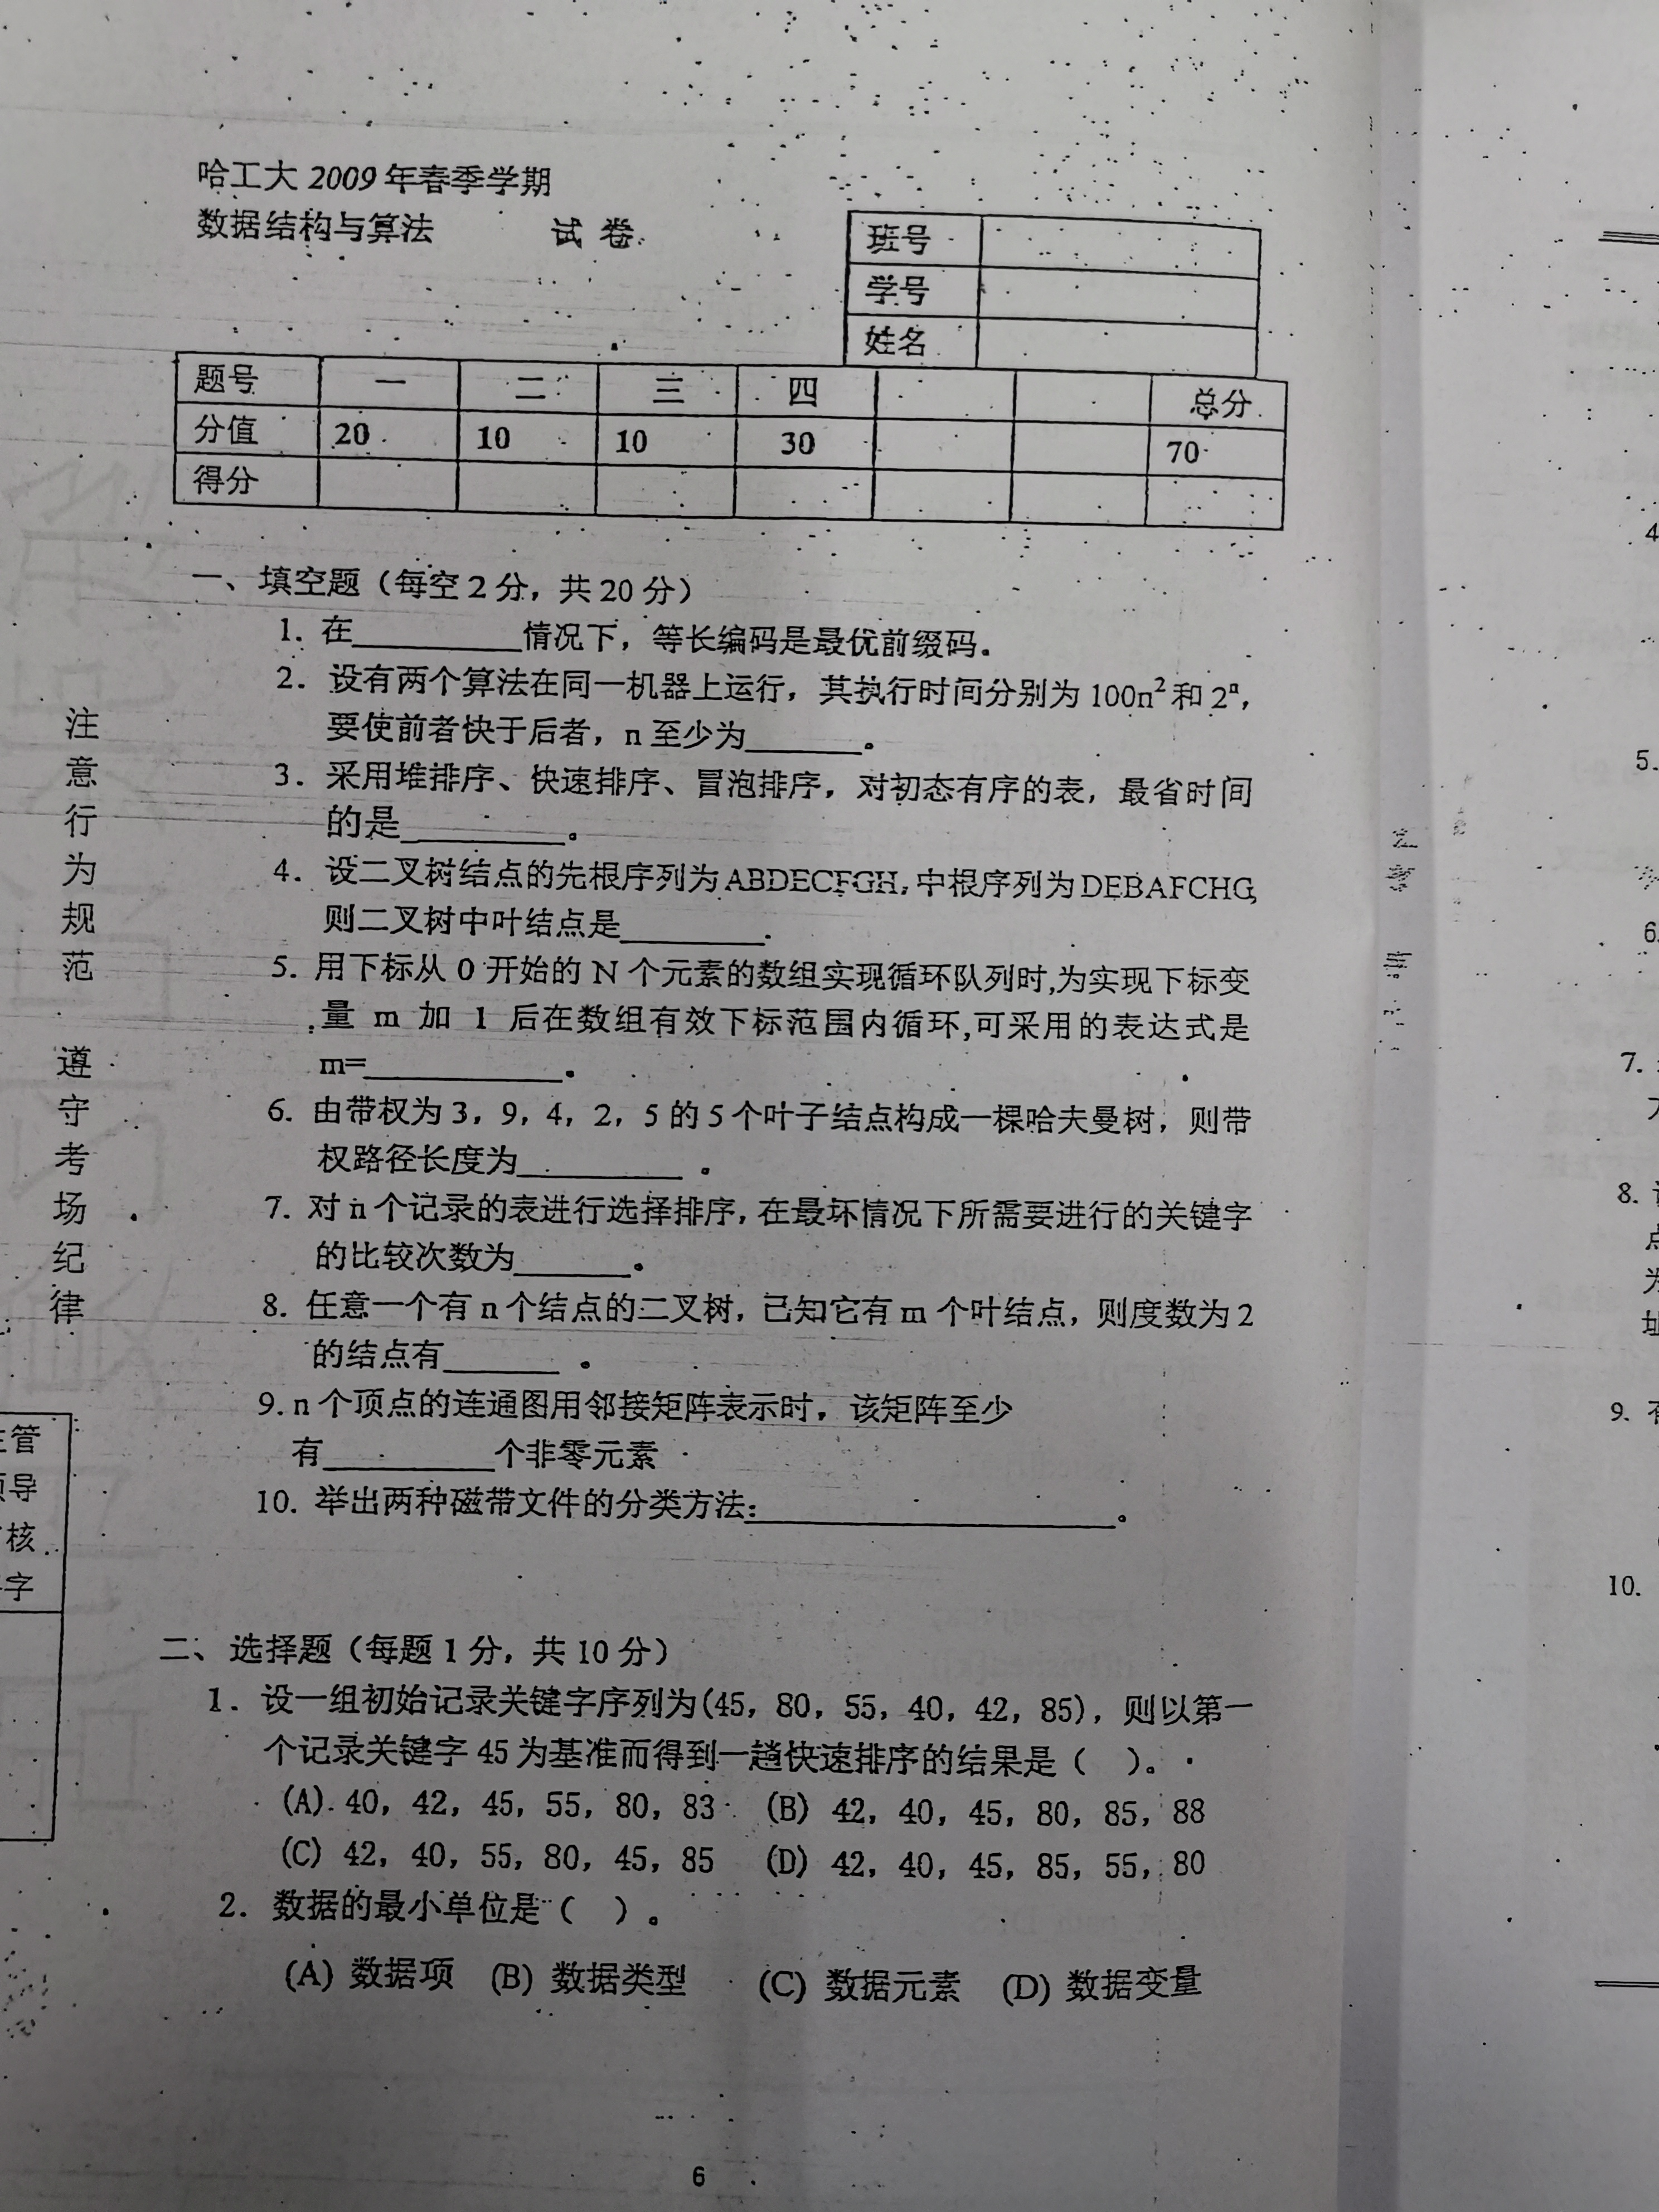 哈工大 2009 年春季学期
数据结构与算法 试 卷
班号
学号
姓名
题号 一 二 三 四 总分
分值 20 10 10 30 70
得分
一、填空题（每空 2 分，共 20 分）
1. 在________情况下，等长编码是最优前缀码．
2. 设有两个算法在同一机器上运行，其执行时间分别为 100n²和 2ⁿ，
要使前者快于后者，n 至少为______。
3. 采用堆排序、快速排序、冒泡排序，对初态有序的表，最省时间
的是________。
4. 设二叉树结点的先根序列为 ABDECFGH，中根序列为 DEBAFCHG，
则二叉树中叶结点是________．
5. 用下标从 0 开始的 N 个元素的数组实现循环队列时,为实现下标变
量 m 加 1 后在数组有效下标范围内循环,可采用的表达式是
m=__________。
6. 由带权为 3，9，4，2，5 的 5 个叶子结点构成一棵哈夫曼树，则带
权路径长度为________ 。
7. 对 n 个记录的表进行选择排序，在最坏情况下所需要进行的关键字
的比较次数为______。
8. 任意一个有 n 个结点的二叉树，己知它有 m 个叶结点，则度数为 2
的结点有______ 。
9. n 个顶点的连通图用邻接矩阵表示时，该矩阵至少
有________个非零元素
10. 举出两种磁带文件的分类方法:__________________。
二、选择题（每题 1 分，共 10 分）
1. 设一组初始记录关键字序列为(45，80，55，40，42，85)，则以第一
个记录关键字 45 为基准而得到一趟快速排序的结果是（ ）。
(A) 40，42，45，55，80，83 (B) 42，40，45，80，85，88
(C) 42，40，55，80，45，85 (D) 42，40，45，85，55，80
2. 数据的最小单位是（ ）。
(A) 数据项 (B) 数据类型 (C) 数据元素 (D) 数据变量
6
注意行为规范
遵守考场纪律
管
导
核
字
4
5.
6.
7.
8.
9.
10.